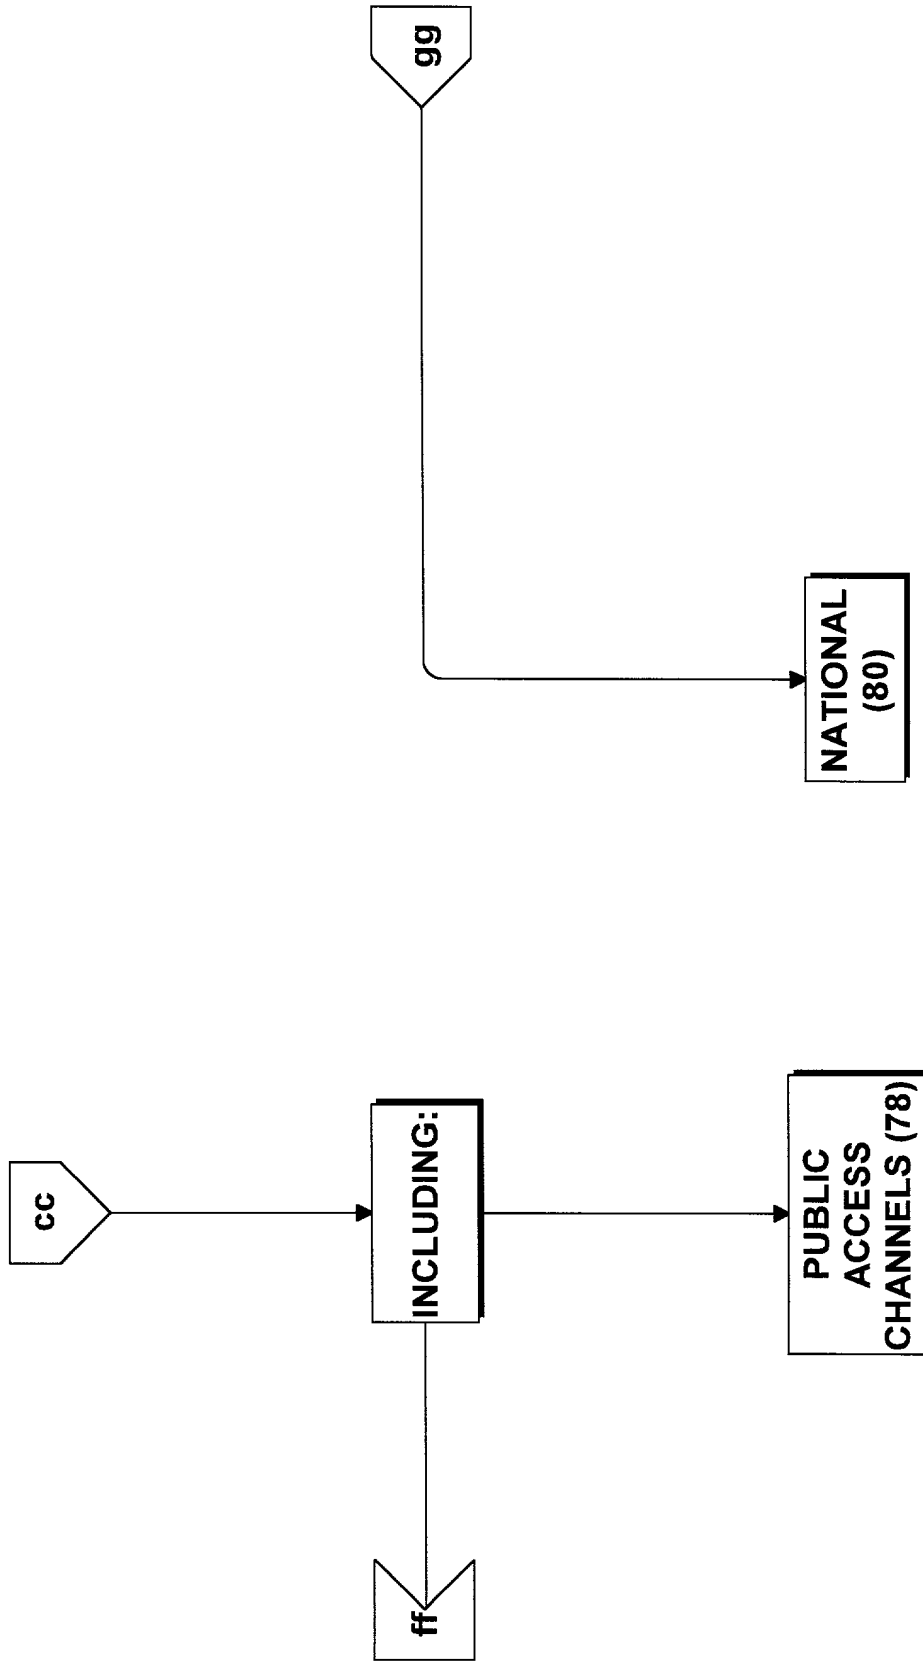 cc
ff
INCLUDING:
gg
PUBLIC
ACCESS
CHANNELS (78)
NATIONAL
(80)